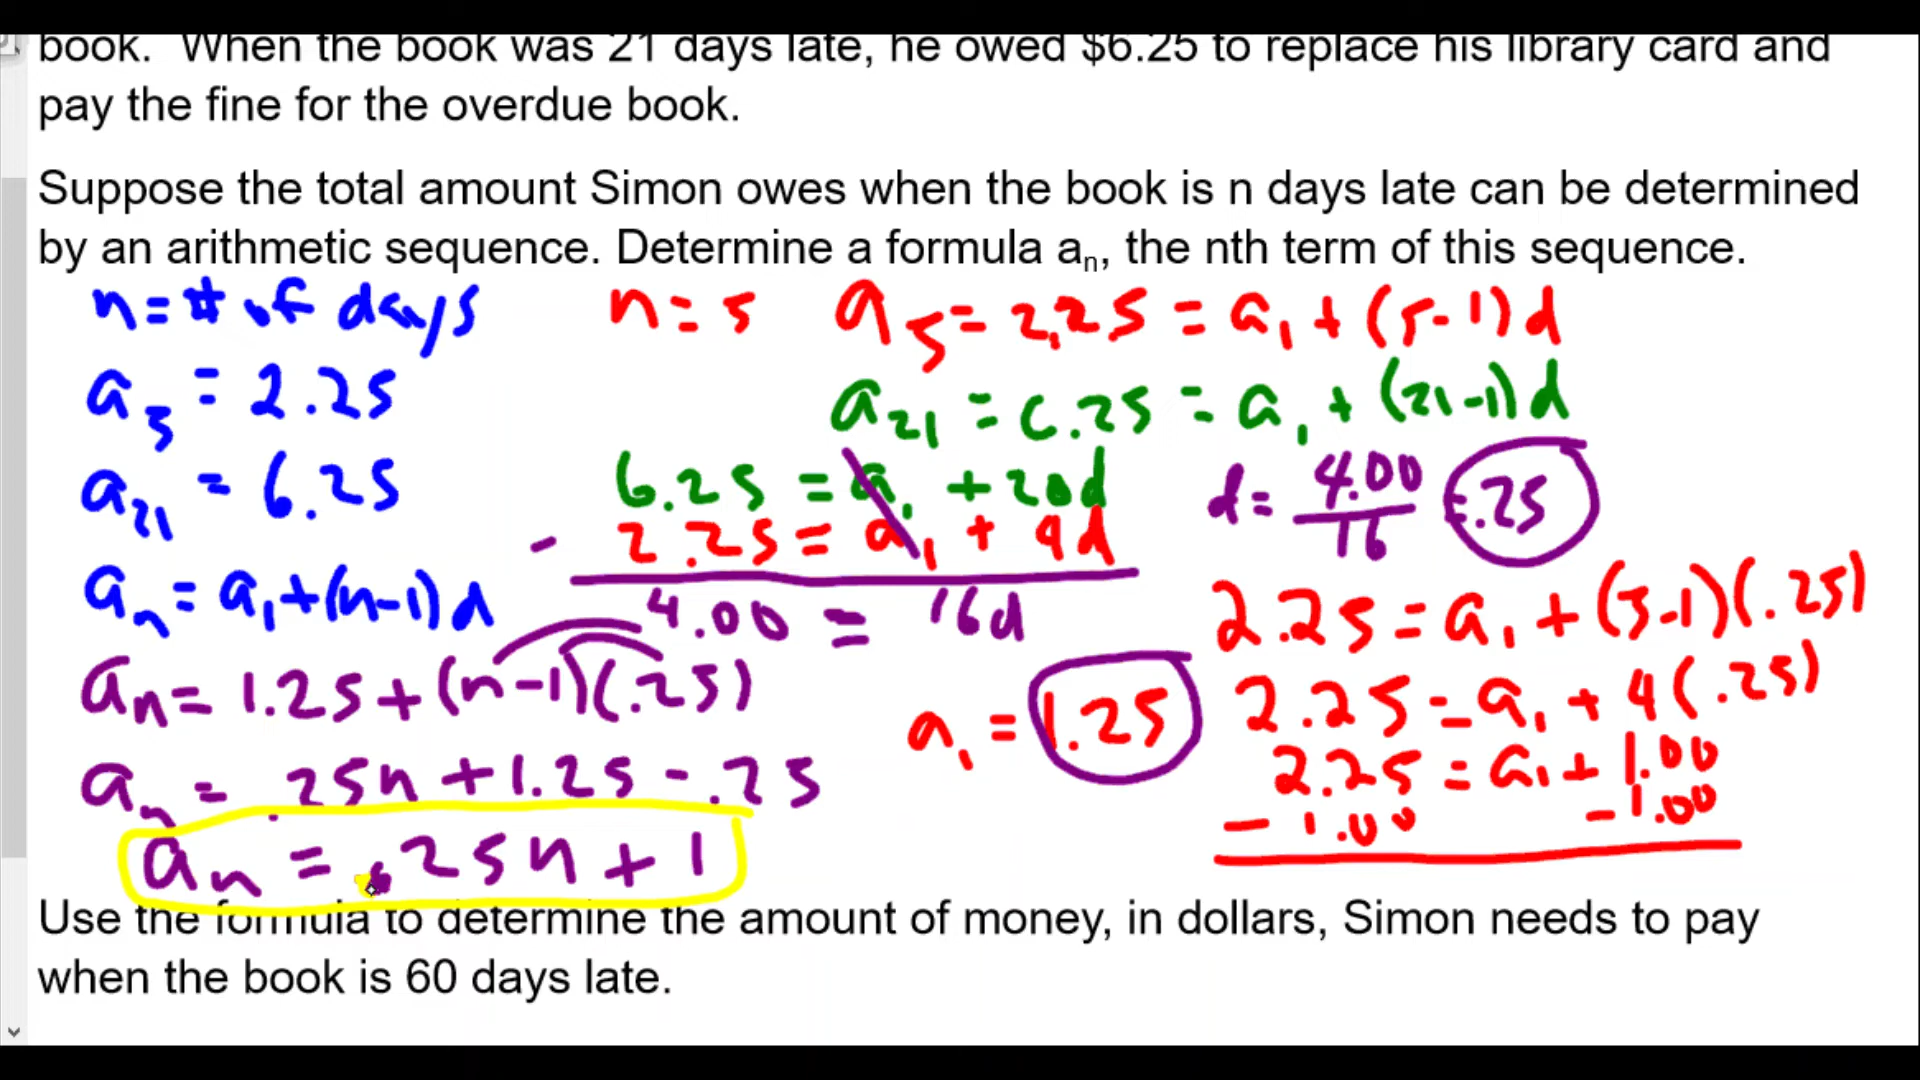 book. When the book was 21 days late, he owed $6.25 to replace his library card and
pay the fine for the overdue book.
Suppose the total amount Simon owes when the book is n days late can be determined
by an arithmetic sequence. Determine a formula aₙ, the nth term of this sequence.
n = # of days
a₅ = 2.25
a₂₁ = 6.25
aₙ = a₁ + (n-1)d
aₙ = 1.25 + (n-1)(.25)
aₙ = .25n + 1.25 - .25
aₙ = .25n + 1
n = 5
a₅ = 2.25 = a₁ + (5-1)d
a₂₁ = 6.25 = a₁ + (21-1)d
6.25 = a₁ + 20d
- 2.25 = a₁ + 4d
4.00 = 16d
d = 4.00/16 = .25
2.25 = a₁ + (5-1)(.25)
2.25 = a₁ + 4(.25)
2.25 = a₁ + 1.00
- 1.00 - 1.00
a₁ = 1.25
Use the formula to determine the amount of money, in dollars, Simon needs to pay
when the book is 60 days late.